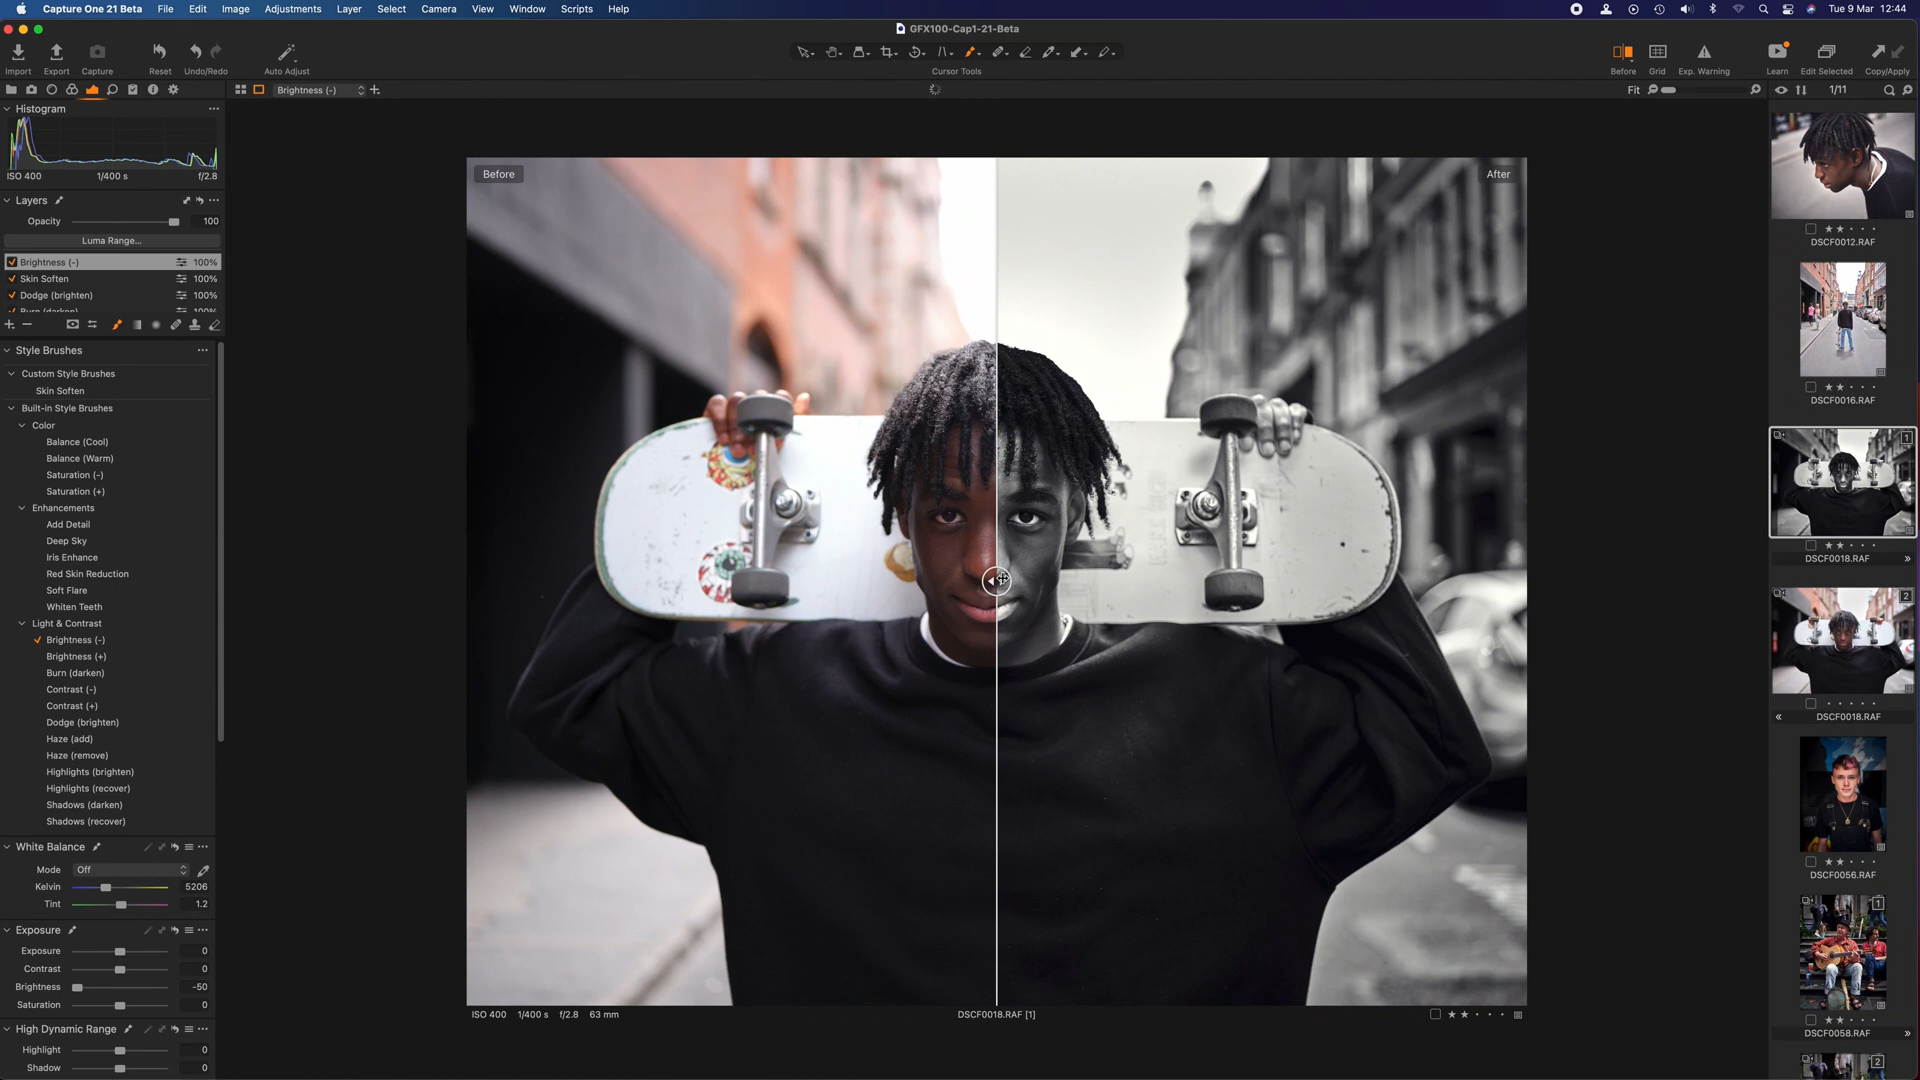 Capture One 21 Beta File Edit Image Adjustments Layer Select Camera View Window Scripts Help Tue 9 Mar 12:44
GFX100-Cap1-21-Beta
Import Export Capture Reset Undo/Redo Auto Adjust Cursor Tools Before Grid Exp. Warning Learn Edit Selected Copy/Apply
Brightness (-) Fit 1/11
Histogram
ISO 400 1/400 s f/2.8
Layers
Opacity 100
Luma Range...
Brightness (-) 100%
Skin Soften 100%
Dodge (brighten) 100%
Burn (darken) 100%
Style Brushes
Custom Style Brushes
Skin Soften
Built-in Style Brushes
Color
Balance (Cool)
Balance (Warm)
Saturation (-)
Saturation (+)
Enhancements
Add Detail
Deep Sky
Iris Enhance
Red Skin Reduction
Soft Flare
Whiten Teeth
Light & Contrast
Brightness (-)
Brightness (+)
Burn (darken)
Contrast (-)
Contrast (+)
Dodge (brighten)
Haze (add)
Haze (remove)
Highlights (brighten)
Highlights (recover)
Shadows (darken)
Shadows (recover)
White Balance
Mode Off
Kelvin 5206
Tint 1.2
Exposure
Exposure 0
Contrast 0
Brightness -50
Saturation 0
High Dynamic Range
Highlight 0
Shadow 0
Before After
ISO 400 1/400 s f/2.8 63 mm DSCF0018.RAF [1]
DSCF0012.RAF
DSCF0016.RAF
1
DSCF0018.RAF
2
DSCF0018.RAF
DSCF0056.RAF
1
DSCF0058.RAF
2